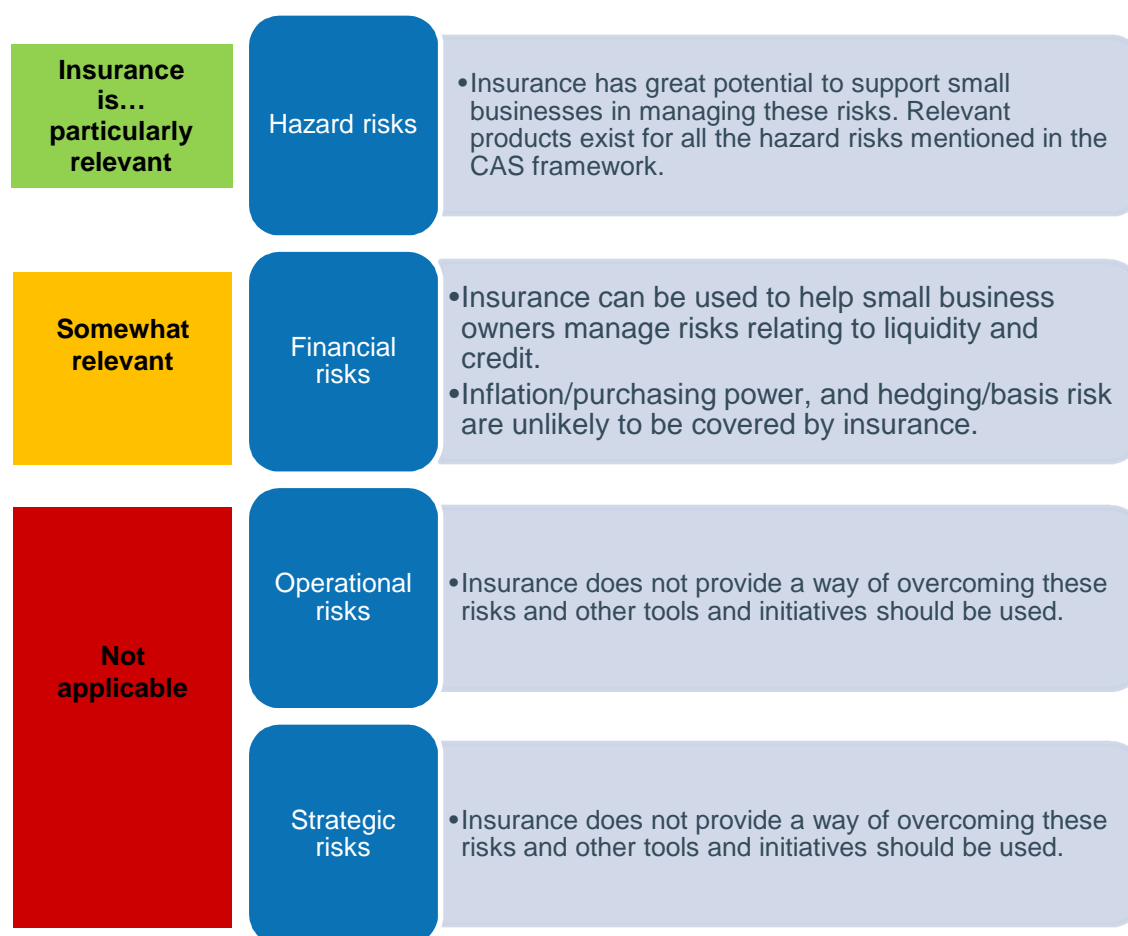 Insurance
is…
particularly
relevant
Hazard risks
•Insurance has great potential to support small
businesses in managing these risks. Relevant
products exist for all the hazard risks mentioned in the
CAS framework.
Somewhat
relevant
Financial
risks
•Insurance can be used to help small business
owners manage risks relating to liquidity and
credit.
•Inflation/purchasing power, and hedging/basis risk
are unlikely to be covered by insurance.
Not
applicable
Operational
risks
•Insurance does not provide a way of overcoming these
risks and other tools and initiatives should be used.
Strategic
risks
•Insurance does not provide a way of overcoming these
risks and other tools and initiatives should be used.